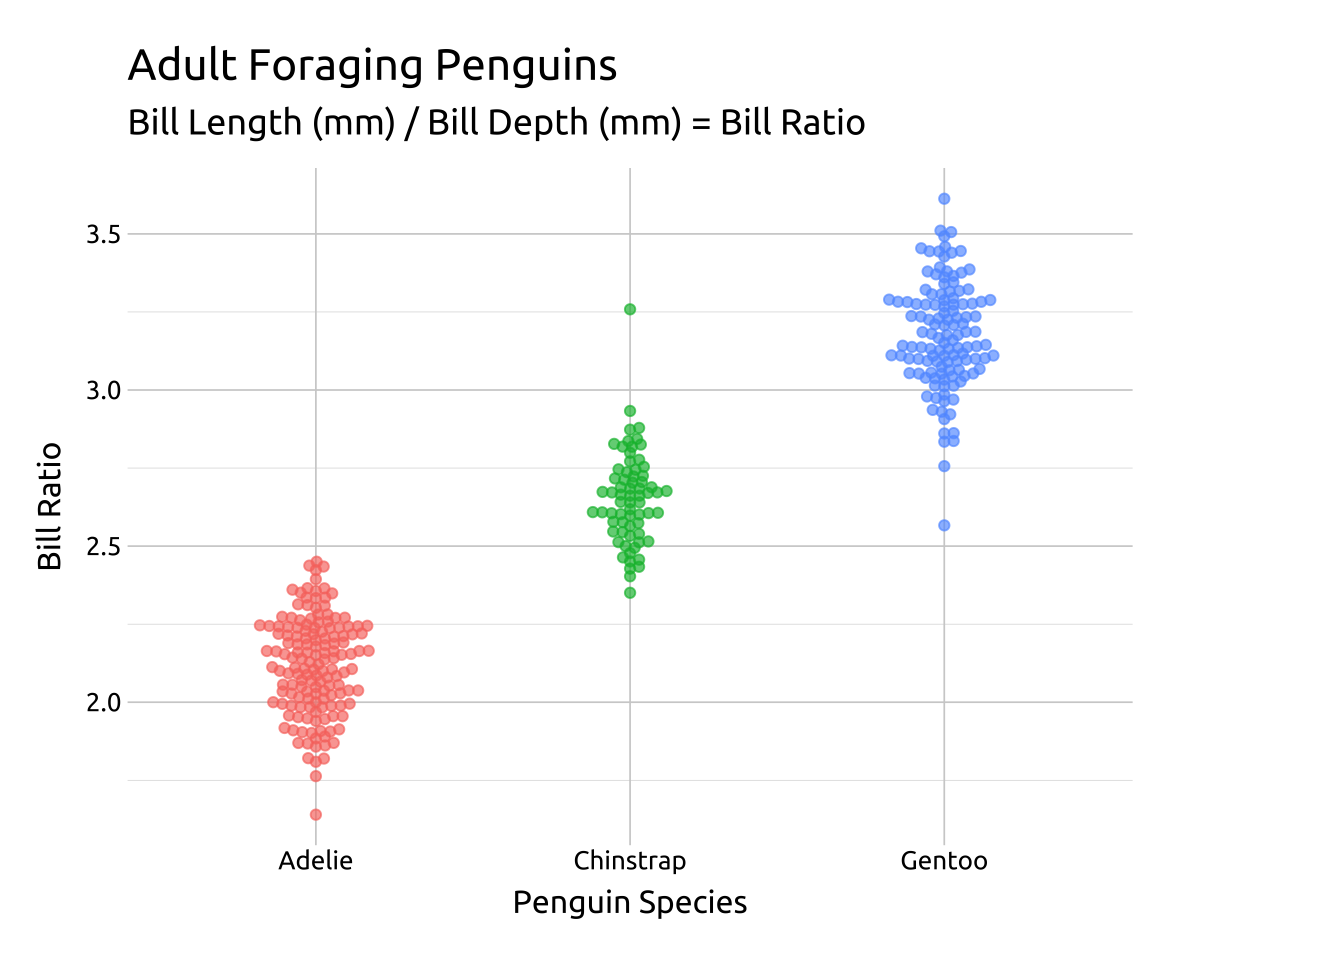 Adult Foraging Penguins
Bill Length (mm) / Bill Depth (mm) = Bill Ratio
Bill Ratio
3.5
3.0
2.5
2.0
Adelie Chinstrap Gentoo
Penguin Species